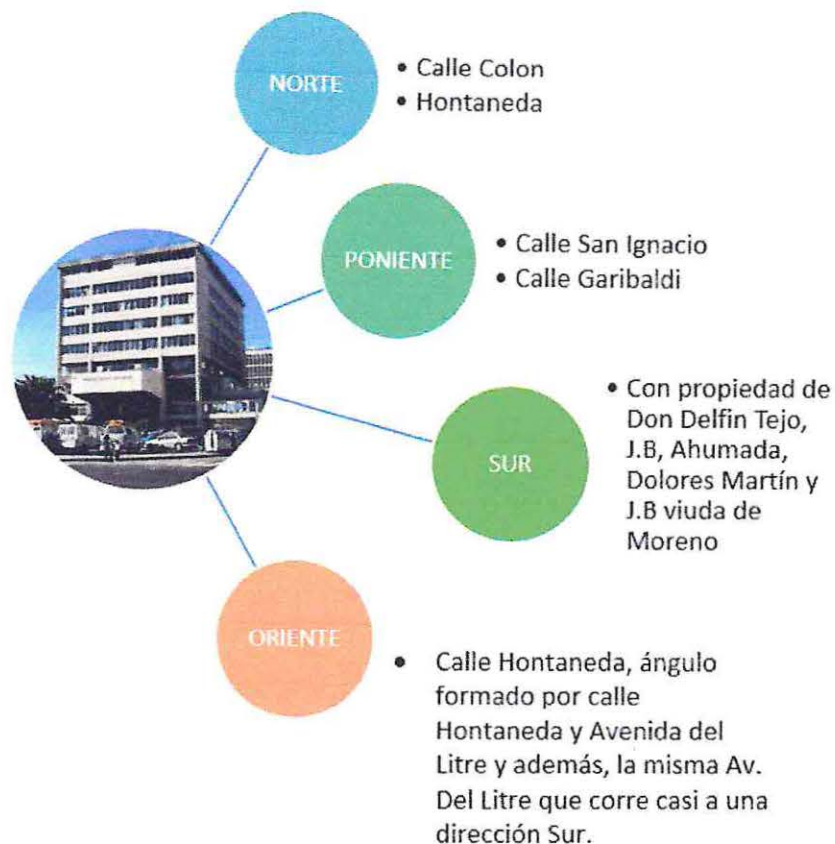 NORTE
• Calle Colon
• Hontaneda
PONIENTE
• Calle San Ignacio
• Calle Garibaldi
SUR
• Con propiedad de
Don Delfin Tejo,
J.B, Ahumada,
Dolores Martín y
J.B viuda de
Moreno
ORIENTE
• Calle Hontaneda, ángulo
formado por calle
Hontaneda y Avenida del
Litre y además, la misma Av.
Del Litre que corre casi a una
dirección Sur.